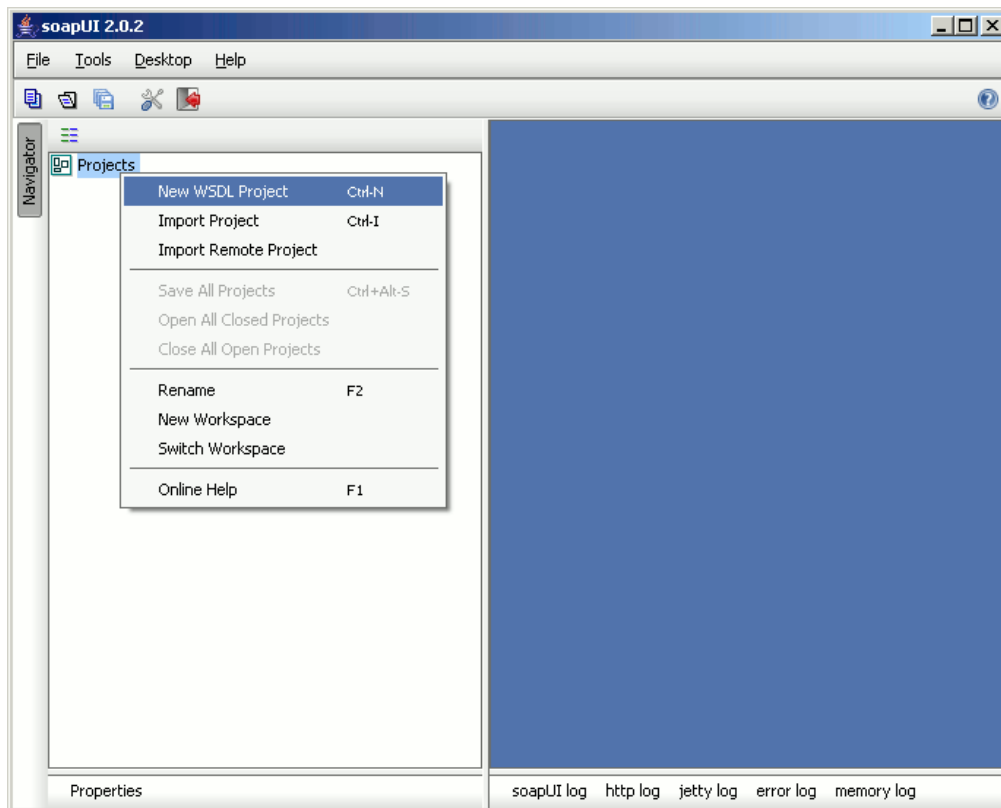 soapUI 2.0.2
File Tools Desktop Help
Navigator
Projects
New WSDL Project Ctrl-N
Import Project Ctrl-I
Import Remote Project
Save All Projects Ctrl+Alt-S
Open All Closed Projects
Close All Open Projects
Rename F2
New Workspace
Switch Workspace
Online Help F1
Properties
soapUI log http log jetty log error log memory log